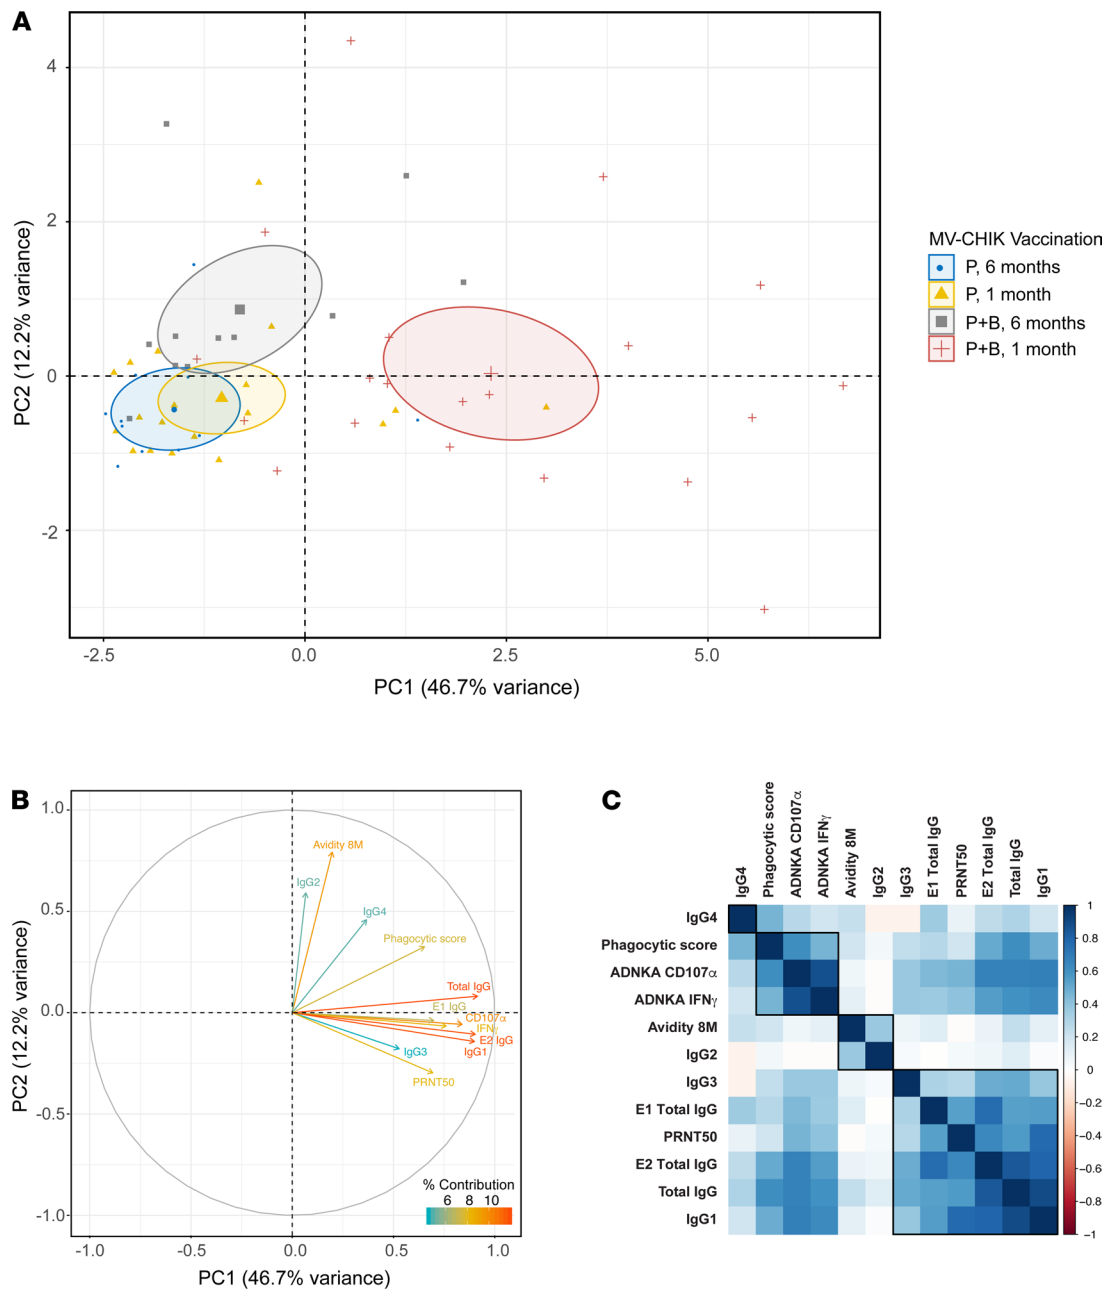 A
4
2
0
-2
PC2 (12.2% variance)
-2.5
0.0
2.5
5.0
PC1 (46.7% variance)
MV-CHIK Vaccination
P, 6 months
P, 1 month
P+B, 6 months
P+B, 1 month
B
1.0
0.5
0.0
-0.5
-1.0
PC2 (12.2% variance)
Avidity 8M
IgG2
IgG4
Phagocytic score
Total IgG
E1 IgG
CD107α
IFNγ
E2 IgG
IgG1
IgG3
PRNT50
% Contribution
6 8 10
-1.0
-0.5
0.0
0.5
1.0
PC1 (46.7% variance)
C
IgG4
Phagocytic score
ADNKA CD107α
ADNKA IFNγ
Avidity 8M
IgG2
IgG3
E1 Total IgG
PRNT50
E2 Total IgG
Total IgG
IgG1
IgG4
Phagocytic score
ADNKA CD107α
ADNKA IFNγ
Avidity 8M
IgG2
IgG3
E1 Total IgG
PRNT50
E2 Total IgG
Total IgG
IgG1
1
0.8
0.6
0.4
0.2
0
−0.2
−0.4
−0.6
−0.8
−1